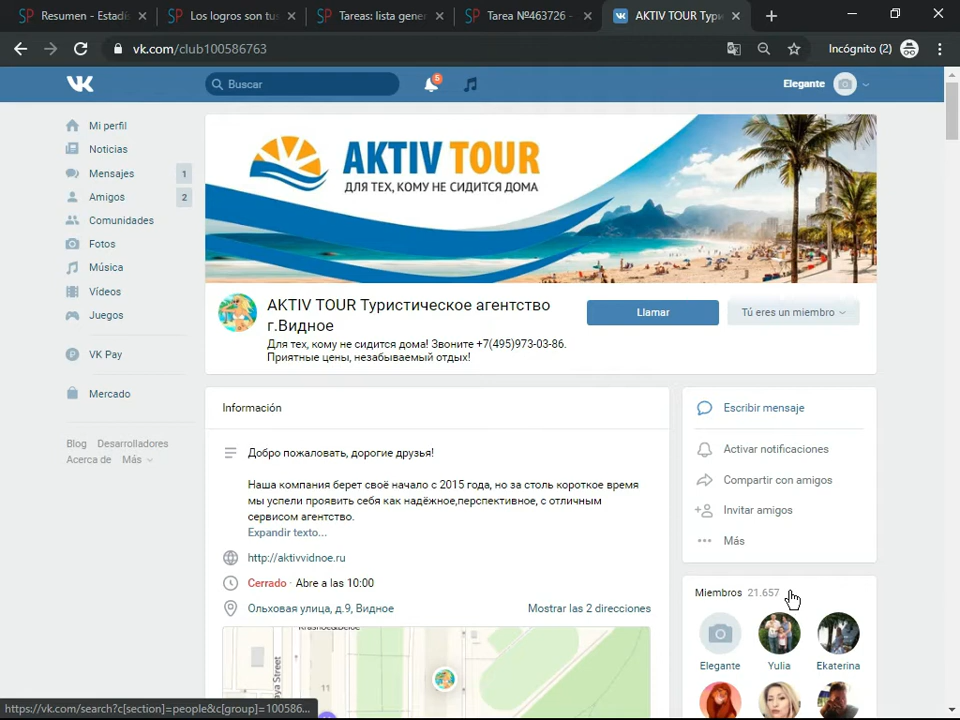 Resumen - Estadí
Los logros son tus
Tareas: lista gener
Tarea №463726 -
AKTIV TOUR Тури
vk.com/club100586763
Incógnito (2)
Buscar
5
Elegante
Mi perfil
Noticias
Mensajes 1
Amigos 2
Comunidades
Fotos
Música
Vídeos
Juegos
VK Pay
Mercado
Blog Desarrolladores
Acerca de Más
AKTIV TOUR
ДЛЯ ТЕХ, КОМУ НЕ СИДИТСЯ ДОМА
AKTIV TOUR Туристическое агентство
г.Видное
Для тех, кому не сидится дома! Звоните +7(495)973-03-86.
Приятные цены, незабываемый отдых!
Llamar
Tú eres un miembro
Información
Добро пожаловать, дорогие друзья!
Наша компания берет своё начало с 2015 года, но за столь короткое время
мы успели проявить себя как надёжное,перспективное, с отличным
сервисом агентство.
Expandir texto...
http://aktivvidnoe.ru
Cerrado · Abre a las 10:00
Ольховая улица, д.9, Видное
Mostrar las 2 direcciones
11
Escribir mensaje
Activar notificaciones
Compartir con amigos
Invitar amigos
Más
Miembros 21.657
Elegante
Yulia
Ekaterina
https://vk.com/search?c[section]=people&c[group]=100586...